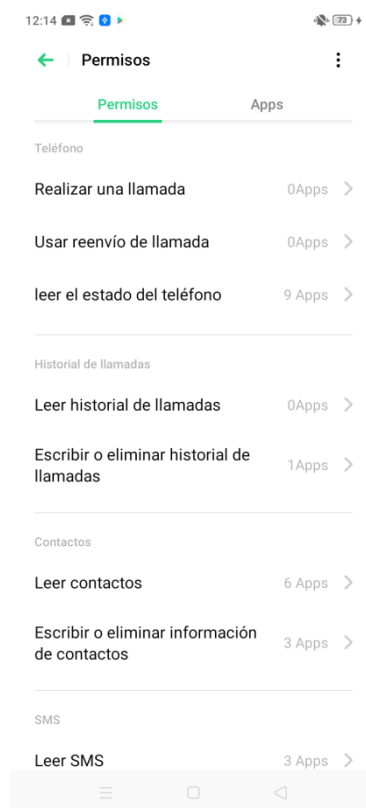 12:14
73
Permisos
Permisos
Apps
Teléfono
Realizar una llamada
0Apps
Usar reenvío de llamada
0Apps
leer el estado del teléfono
9 Apps
Historial de llamadas
Leer historial de llamadas
0Apps
Escribir o eliminar historial de
llamadas
1Apps
Contactos
Leer contactos
6 Apps
Escribir o eliminar información
de contactos
3 Apps
SMS
Leer SMS
3 Apps